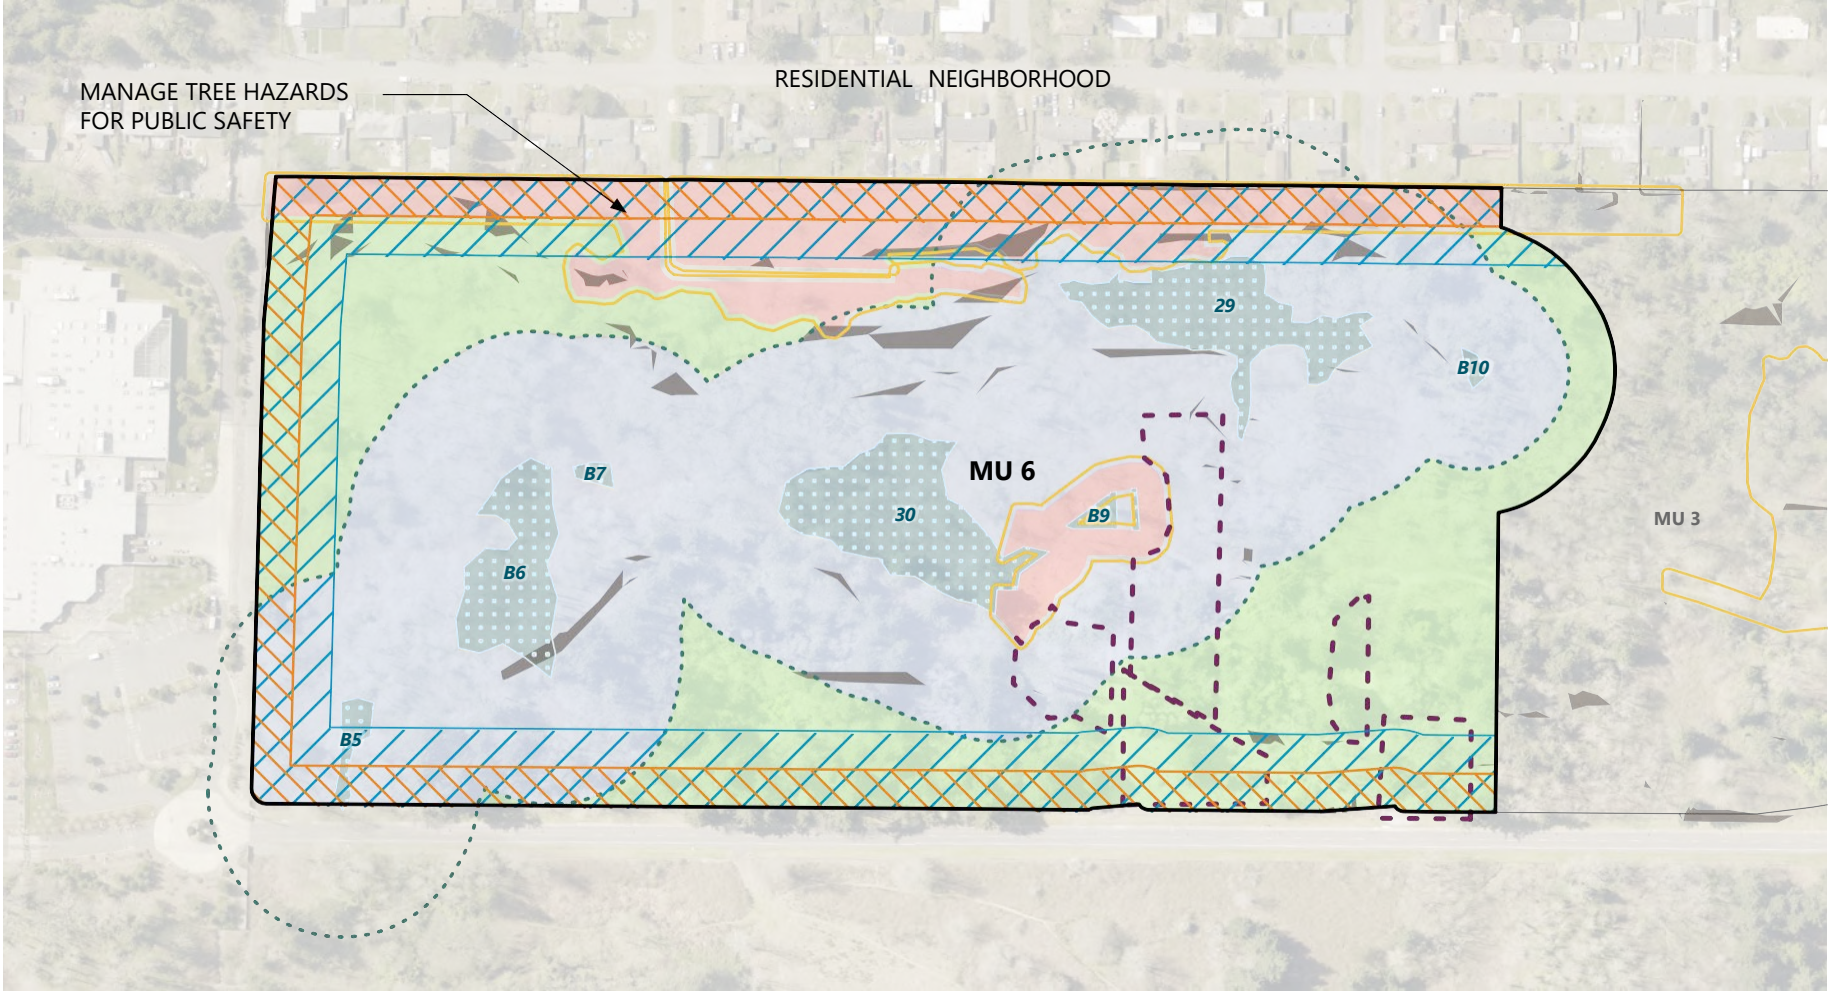 RESIDENTIAL NEIGHBORHOOD
MANAGE TREE HAZARDS
FOR PUBLIC SAFETY
29
B10
MU 6
B7
30
B9
MU 3
B6
B5